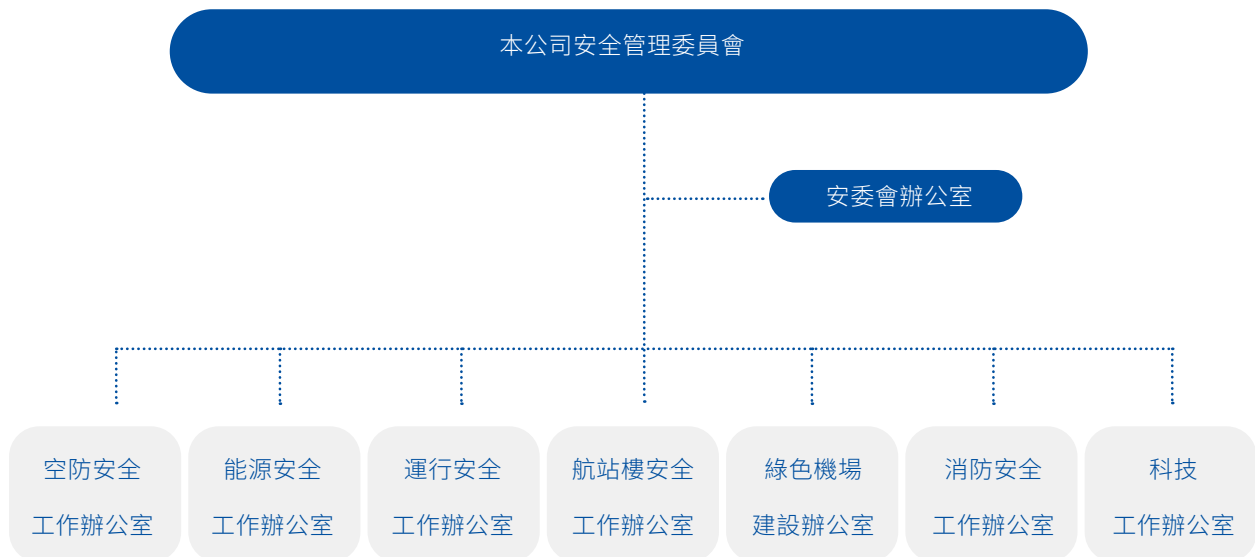 本公司安全管理委員會
安委會辦公室
空防安全
工作辦公室
能源安全
工作辦公室
運行安全
工作辦公室
航站樓安全
工作辦公室
綠色機場
建設辦公室
消防安全
工作辦公室
科技
工作辦公室